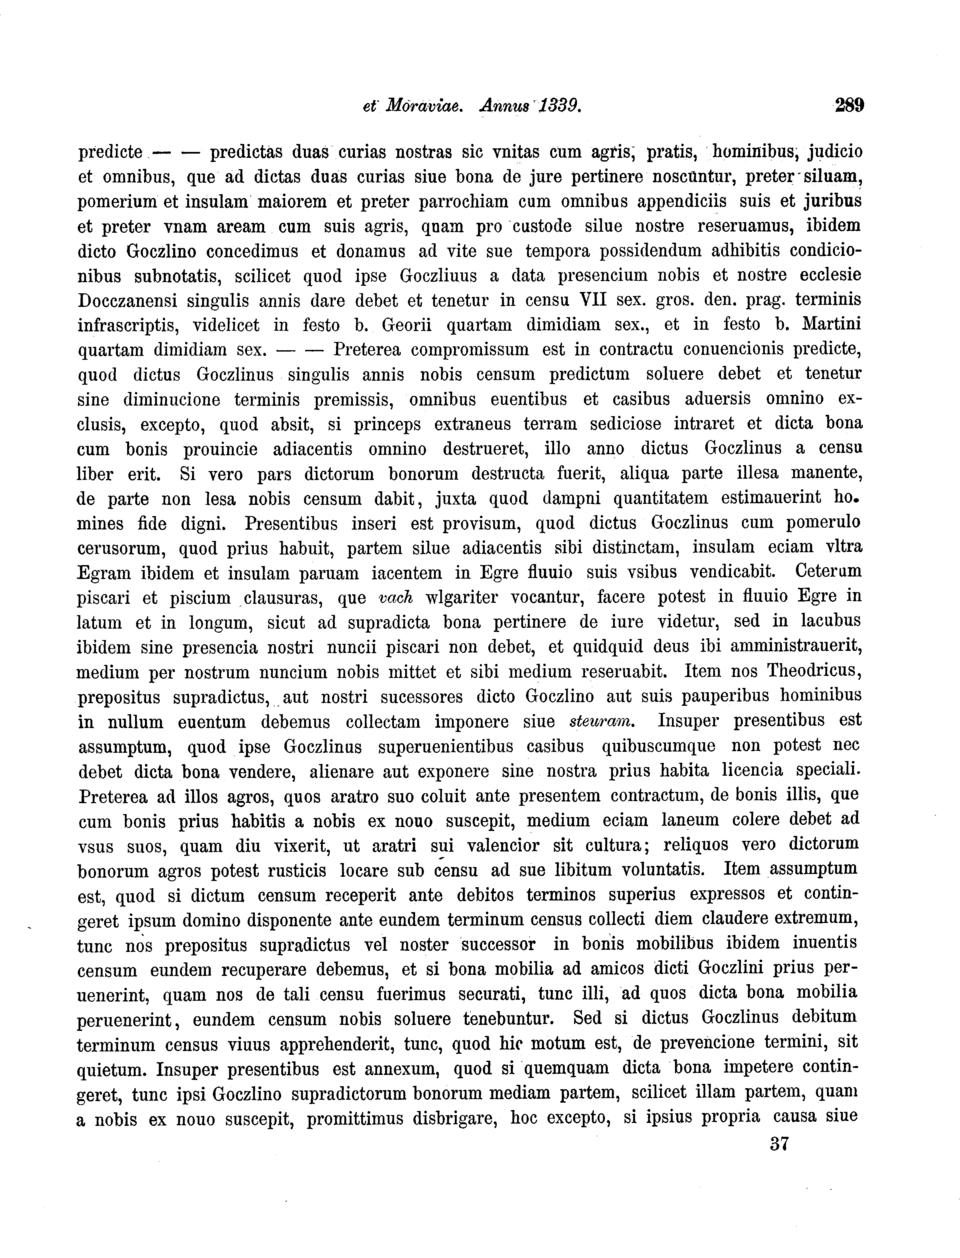 et Moraviae. Annus 1339. 289
predicte — — predictas duas curias nostras sic vnitas cum agris, pratis, hominibus, judicio
et omnibus, que ad dictas duas curias siue bona de jure pertinere noscuntur, preter siluam,
pomerium et insulam maiorem et preter parrochiam cum omnibus appendiciis suis et juribus
et preter vnam aream cum suis agris, quam pro custode silue nostre reseruamus, ibidem
dicto Goczlino concedimus et donamus ad vite sue tempora possidendum adhibitis condicio-
nibus subnotatis, scilicet quod ipse Goczliuus a data presencium nobis et nostre ecclesie
Docczanensi singulis annis dare debet et tenetur in censu VII sex. gros. den. prag. terminis
infrascriptis, videlicet in festo b. Georii quartam dimidiam sex., et in festo b. Martini
quartam dimidiam sex. — — Preterea compromissum est in contractu conuencionis predicte,
quod dictus Goczlinus singulis annis nobis censum predictum soluere debet et tenetur
sine diminucione terminis premissis, omnibus euentibus et casibus aduersis omnino ex-
clusis, excepto, quod absit, si princeps extraneus terram sediciose intraret et dicta bona
cum bonis prouincie adiacentis omnino destrueret, illo anno dictus Goczlinus a censu
liber erit. Si vero pars dictorum bonorum destructa fuerit, aliqua parte illesa manente,
de parte non lesa nobis censum dabit, juxta quod dampni quantitatem estimauerint ho.
mines fide digni. Presentibus inseri est provisum, quod dictus Goczlinus cum pomerulo
cerusorum, quod prius habuit, partem silue adiacentis sibi distinctam, insulam eciam vltra
Egram ibidem et insulam paruam iacentem in Egre fluuio suis vsibus vendicabit. Ceterum
piscari et piscium clausuras, que vach wlgariter vocantur, facere potest in fluuio Egre in
latum et in longum, sicut ad supradicta bona pertinere de iure videtur, sed in lacubus
ibidem sine presencia nostri nuncii piscari non debet, et quidquid deus ibi amministrauerit,
medium per nostrum nuncium nobis mittet et sibi medium reseruabit. Item nos Theodricus,
prepositus supradictus, aut nostri sucessores dicto Goczlino aut suis pauperibus hominibus
in nullum euentum debemus collectam imponere siue steuram. Insuper presentibus est
assumptum, quod ipse Goczlinus superuenientibus casibus quibuscumque non potest nec
debet dicta bona vendere, alienare aut exponere sine nostra prius habita licencia speciali.
Preterea ad illos agros, quos aratro suo coluit ante presentem contractum, de bonis illis, que
cum bonis prius habitis a nobis ex nouo suscepit, medium eciam laneum colere debet ad
vsus suos, quam diu vixerit, ut aratri sui valencior sit cultura; reliquos vero dictorum
bonorum agros potest rusticis locare sub censu ad sue libitum voluntatis. Item assumptum
est, quod si dictum censum receperit ante debitos terminos superius expressos et contin-
geret ipsum domino disponente ante eundem terminum census collecti diem claudere extremum,
tunc nos prepositus supradictus vel noster successor in bonis mobilibus ibidem inuentis
censum eundem recuperare debemus, et si bona mobilia ad amicos dicti Goczlini prius per-
uenerint, quam nos de tali censu fuerimus securati, tunc illi, ad quos dicta bona mobilia
peruenerint, eundem censum nobis soluere tenebuntur. Sed si dictus Goczlinus debitum
terminum census viuus apprehenderit, tunc, quod hic motum est, de prevencione termini, sit
quietum. Insuper presentibus est annexum, quod si quemquam dicta bona impetere contin-
geret, tunc ipsi Goczlino supradictorum bonorum mediam partem, scilicet illam partem, quam
a nobis ex nouo suscepit, promittimus disbrigare, hoc excepto, si ipsius propria causa siue
37